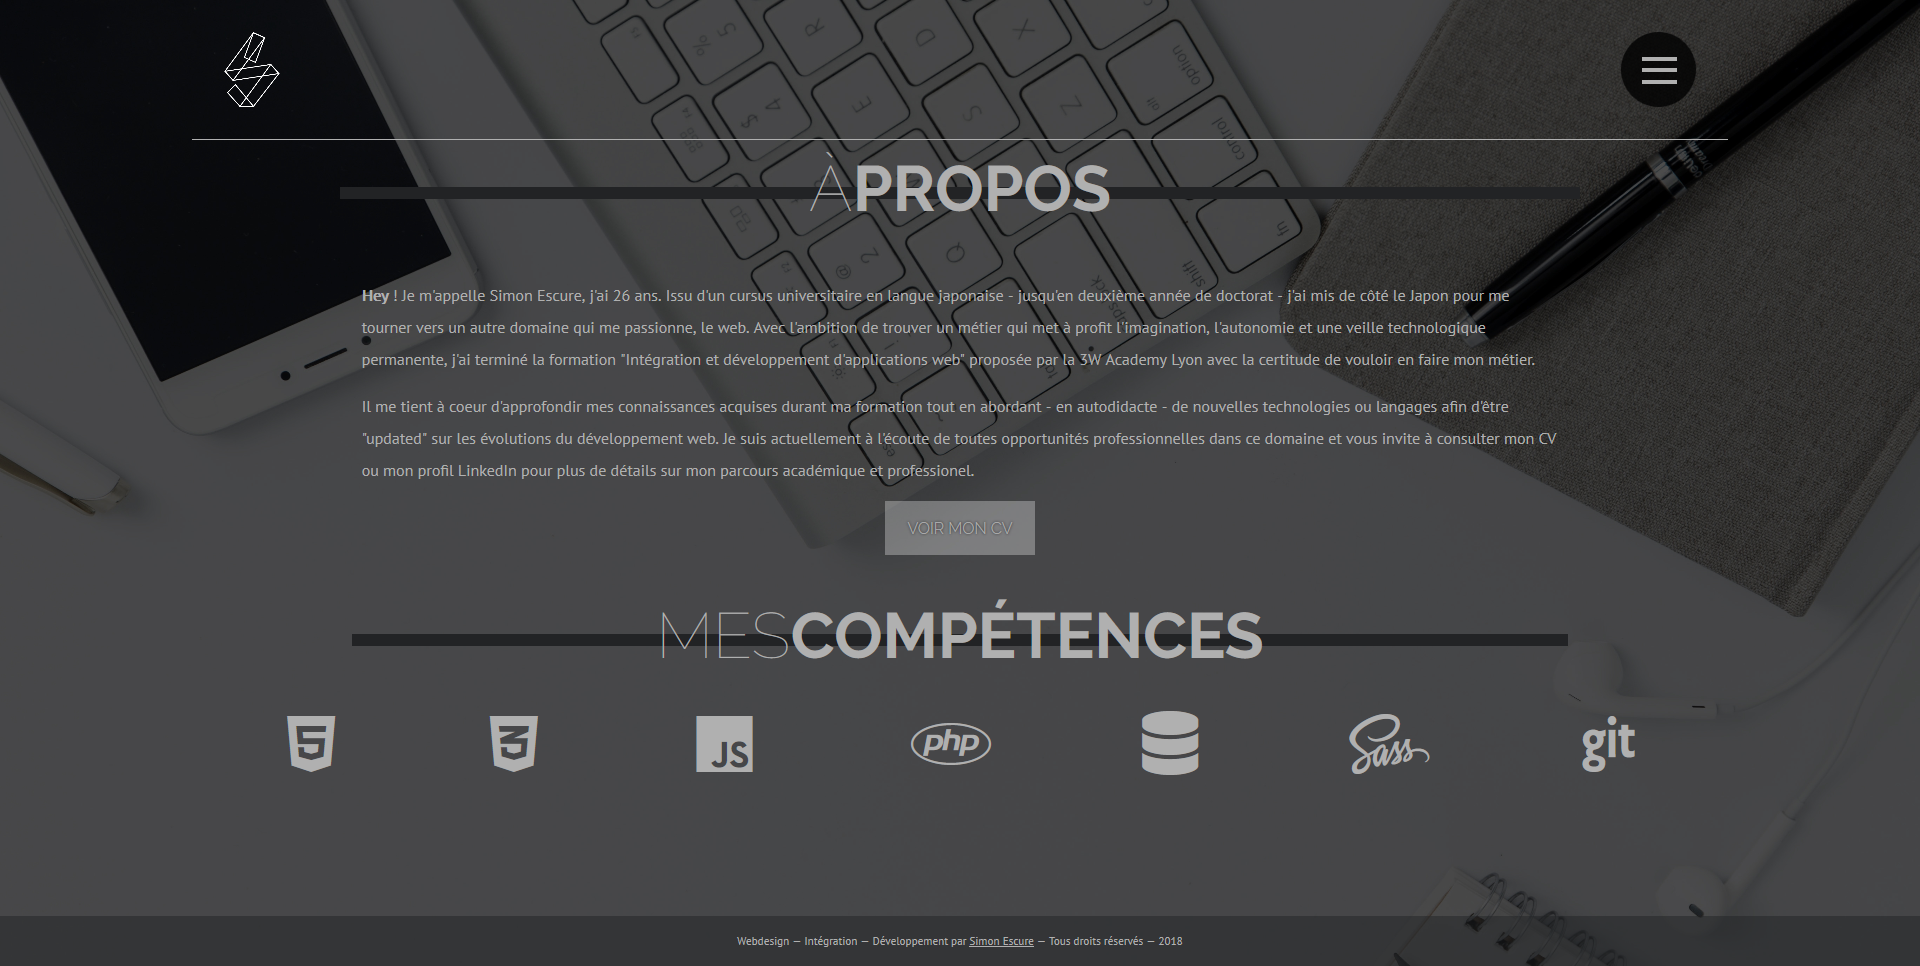 ÀPROPOS
Hey ! Je m'appelle Simon Escure, j'ai 26 ans. Issu d'un cursus universitaire en langue japonaise - jusqu'en deuxième année de doctorat - j'ai mis de côté le Japon pour me
tourner vers un autre domaine qui me passionne, le web. Avec l'ambition de trouver un métier qui met à profit l'imagination, l'autonomie et une veille technologique
permanente, j'ai terminé la formation "Intégration et développement d'applications web" proposée par la 3W Academy Lyon avec la certitude de vouloir en faire mon métier.
Il me tient à coeur d'approfondir mes connaissances acquises durant ma formation tout en abordant - en autodidacte - de nouvelles technologies ou langages afin d'être
"updated" sur les évolutions du développement web. Je suis actuellement à l'écoute de toutes opportunités professionnelles dans ce domaine et vous invite à consulter mon CV
ou mon profil LinkedIn pour plus de détails sur mon parcours académique et professionel.
VOIR MON CV
MESCOMPÉTENCES
5 3 JS php Sass git
Webdesign — Intégration — Développement par Simon Escure — Tous droits réservés — 2018